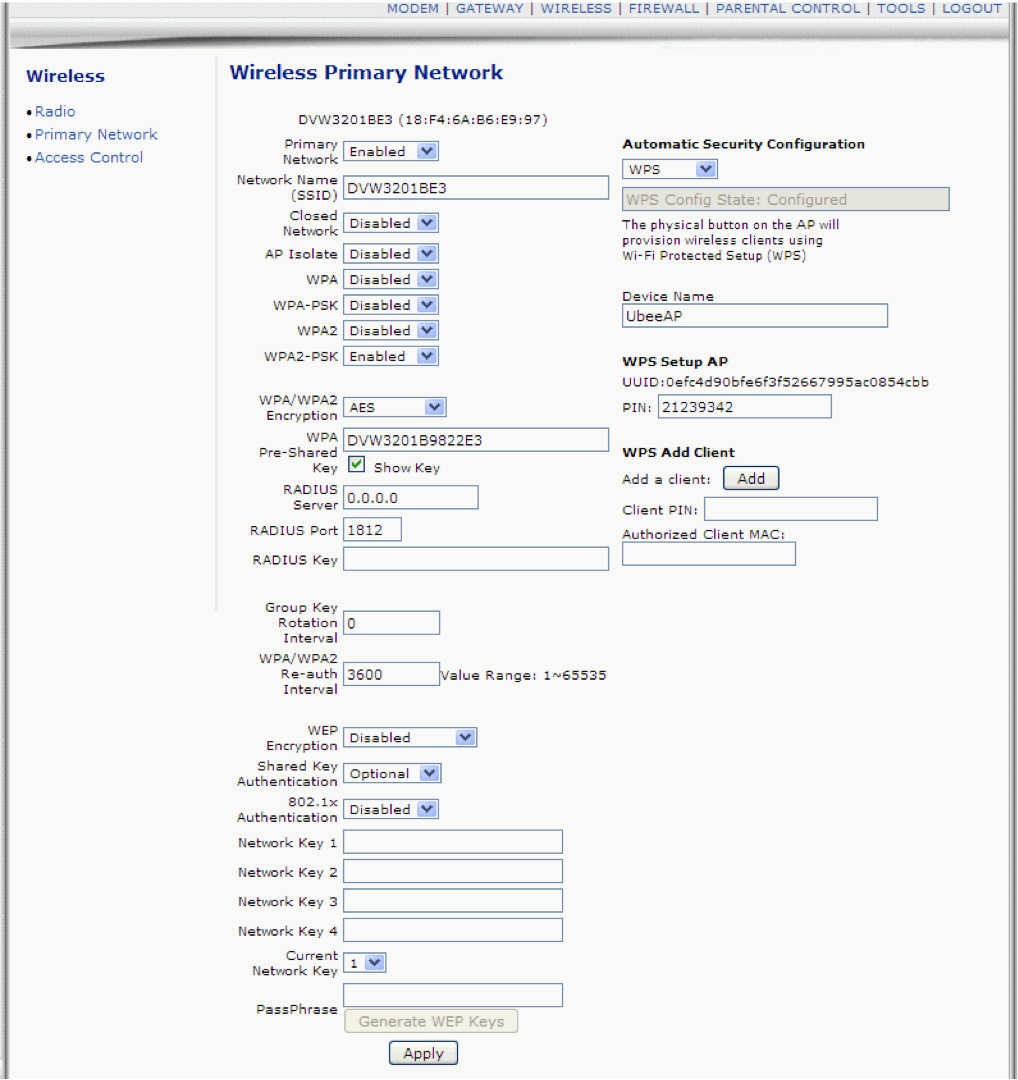 MODEM | GATEWAY | WIRELESS | FIREWALL | PARENTAL CONTROL | TOOLS | LOGOUT
Wireless
Radio
Primary Network
Access Control
Wireless Primary Network
DVW3201BE3 (18:F4:6A:B6:E9:97)
Primary
Network Enabled
Network Name
(SSID) DVW3201BE3
Closed
Network Disabled
AP Isolate Disabled
WPA Disabled
WPA-PSK Disabled
WPA2 Disabled
WPA2-PSK Enabled
WPA/WPA2
Encryption AES
WPA
Pre-Shared
Key DVW3201B9822E3
Show Key
RADIUS
Server 0.0.0.0
RADIUS Port 1812
RADIUS Key
Group Key
Rotation
Interval 0
WPA/WPA2
Re-auth
Interval 3600 Value Range: 1~65535
WEP
Encryption Disabled
Shared Key
Authentication Optional
802.1x
Authentication Disabled
Network Key 1
Network Key 2
Network Key 3
Network Key 4
Current
Network Key 1
PassPhrase
Generate WEP Keys
Apply
Automatic Security Configuration
WPS
WPS Config State: Configured
The physical button on the AP will
provision wireless clients using
Wi-Fi Protected Setup (WPS)
Device Name
UbeeAP
WPS Setup AP
UUID:0efc4d90bfe6f3f52667995ac0854cbb
PIN: 21239342
WPS Add Client
Add a client: Add
Client PIN:
Authorized Client MAC: